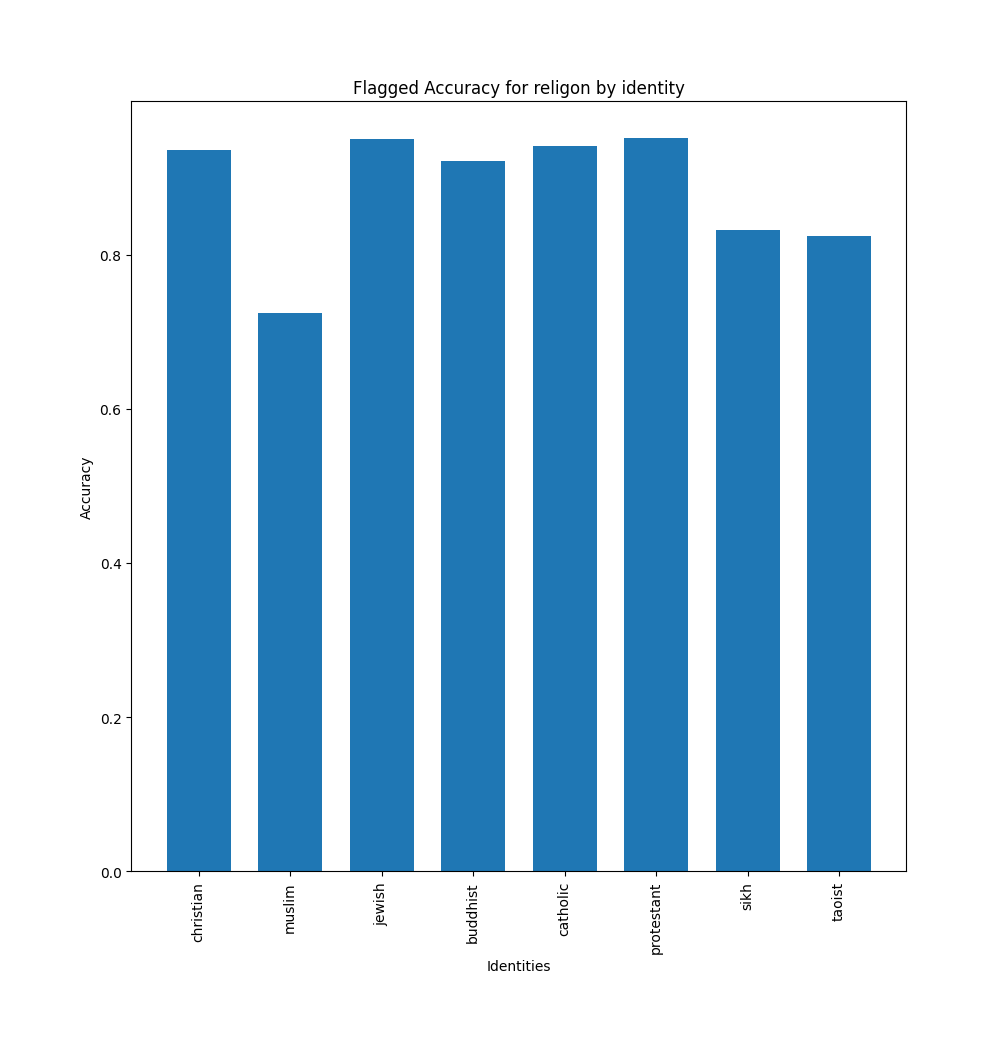 Flagged Accuracy for religon by identity
Accuracy
0.8
0.6
0.4
0.2
0.0
christian
muslim
jewish
buddhist
catholic
protestant
sikh
taoist
Identities